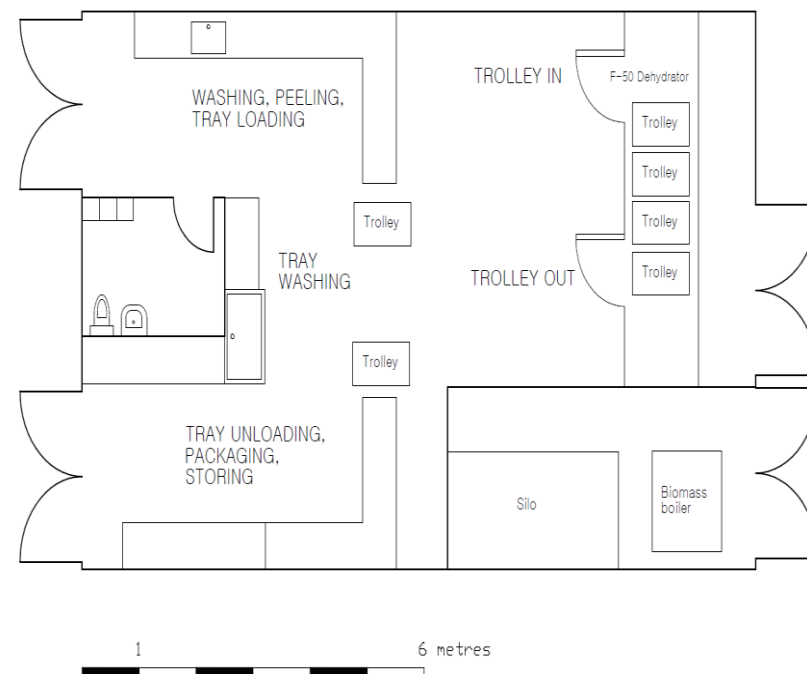 TROLLEY IN
F-50 Dehydrator
WASHING, PEELING,
TRAY LOADING
Trolley
Trolley
Trolley
Trolley
TRAY
WASHING
TROLLEY OUT
Trolley
Trolley
TRAY UNLOADING,
PACKAGING,
STORING
Silo
Biomass
boiler
1
6 metres